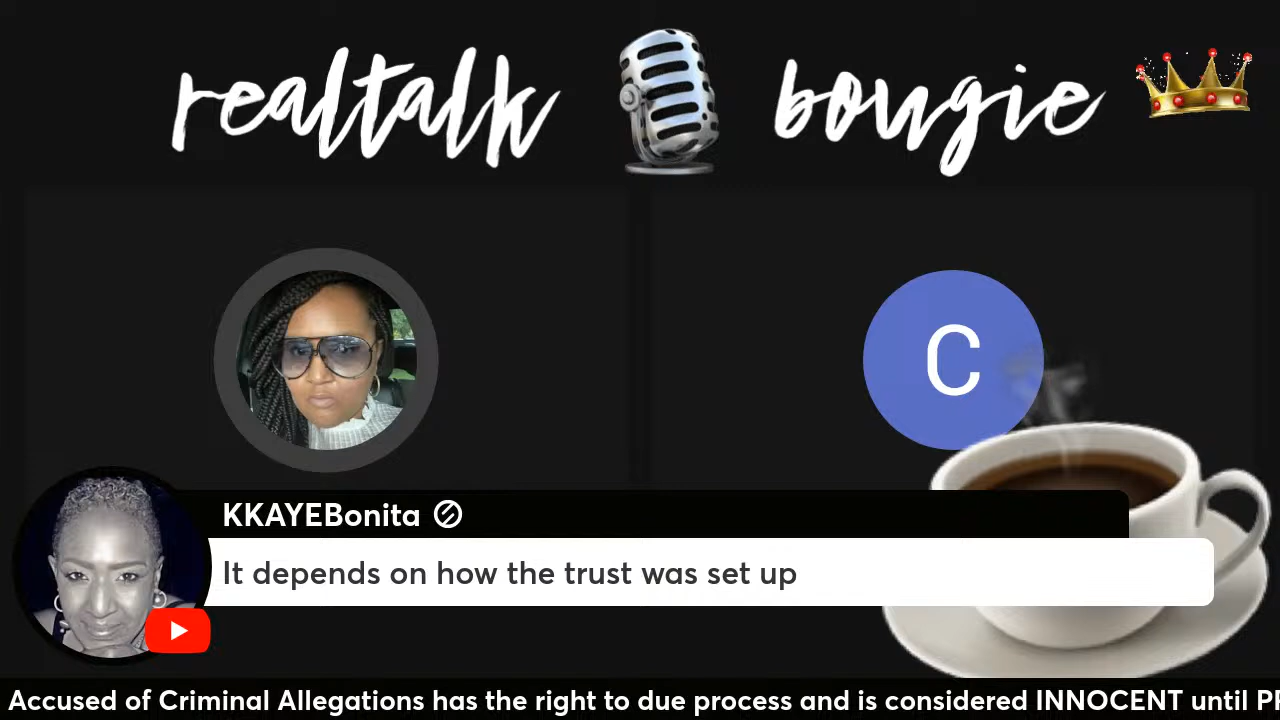 realtalk bougie
C
KKAYEBonita
It depends on how the trust was set up
Accused of Criminal Allegations has the right to due process and is considered INNOCENT until